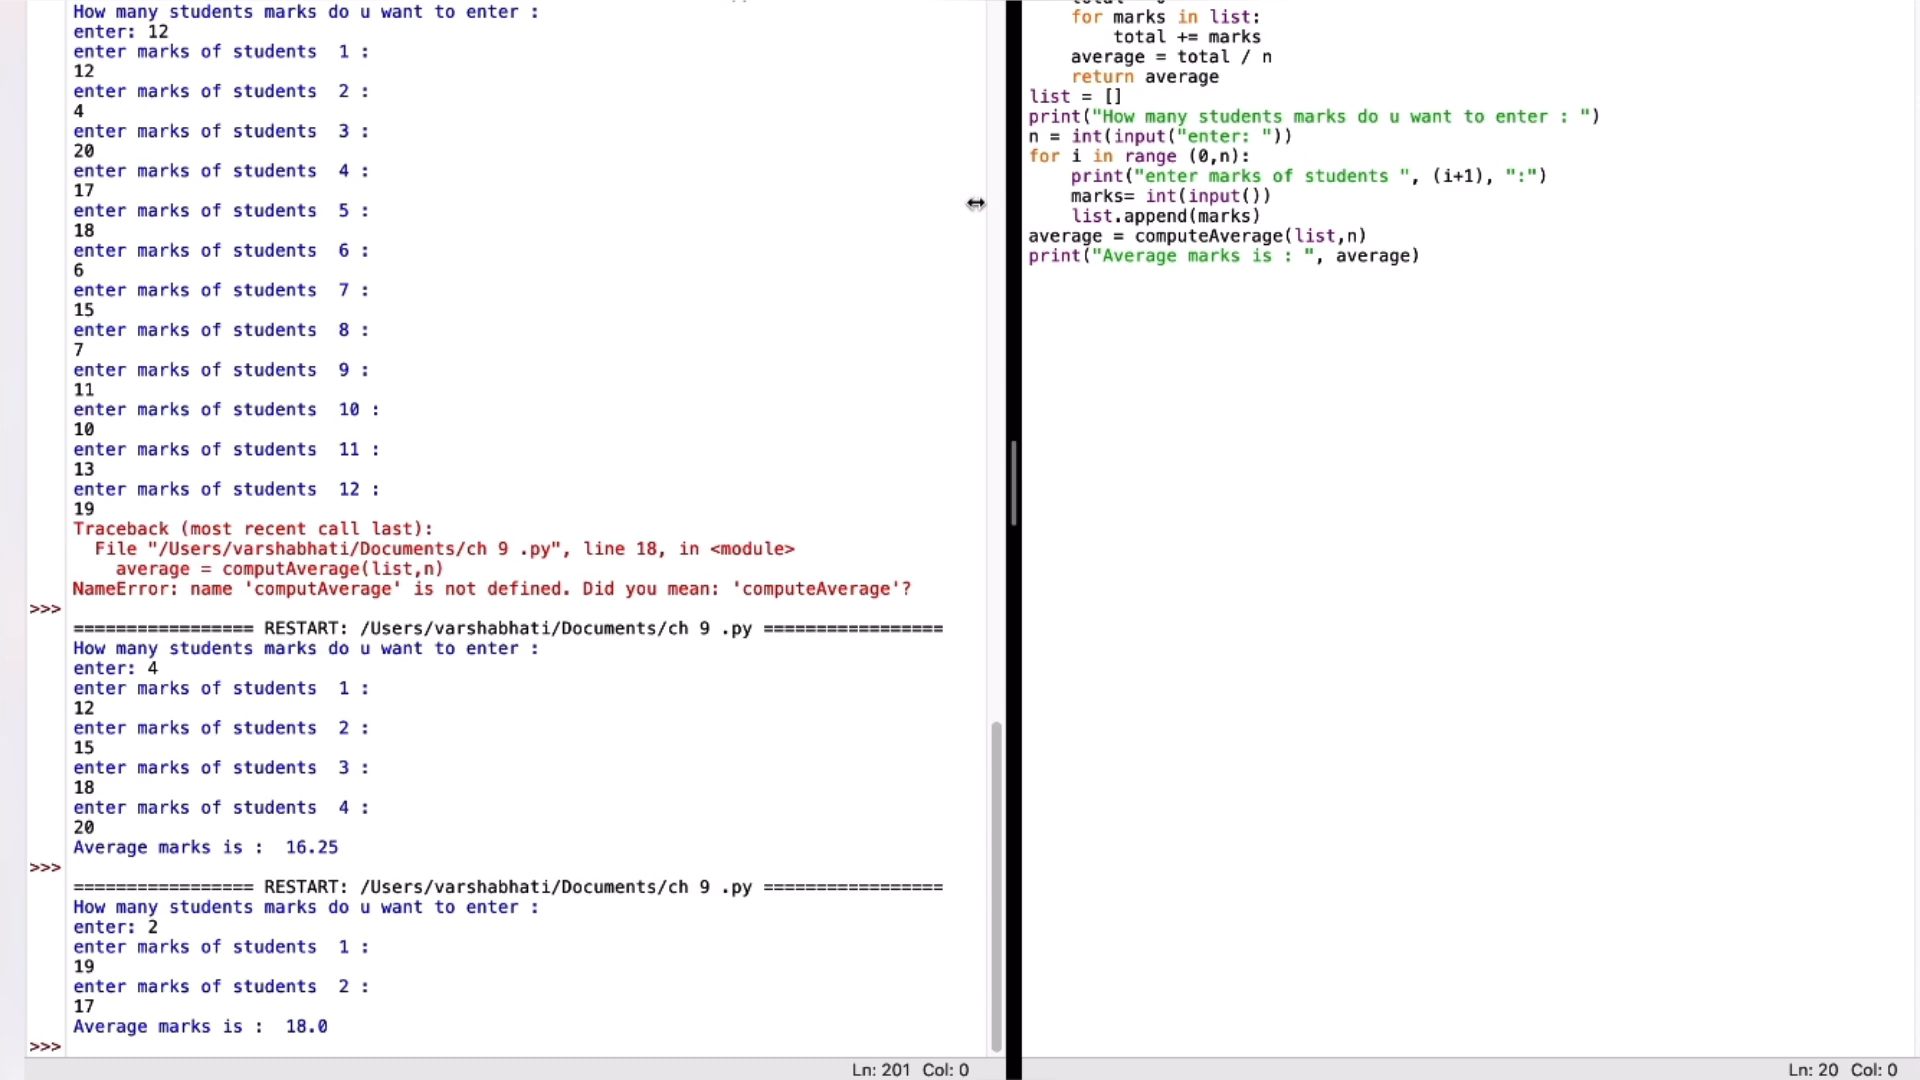 How many students marks do u want to enter :
enter: 12
enter marks of students  1 :
12
enter marks of students  2 :
4
enter marks of students  3 :
20
enter marks of students  4 :
17
enter marks of students  5 :
18
enter marks of students  6 :
6
enter marks of students  7 :
15
enter marks of students  8 :
7
enter marks of students  9 :
11
enter marks of students  10 :
10
enter marks of students  11 :
13
enter marks of students  12 :
19
Traceback (most recent call last):
  File "/Users/varshabhati/Documents/ch 9 .py", line 18, in <module>
    average = computAverage(list,n)
NameError: name 'computAverage' is not defined. Did you mean: 'computeAverage'?
>>>
================= RESTART: /Users/varshabhati/Documents/ch 9 .py =================
How many students marks do u want to enter :
enter: 4
enter marks of students  1 :
12
enter marks of students  2 :
15
enter marks of students  3 :
18
enter marks of students  4 :
20
Average marks is :  16.25
>>>
================= RESTART: /Users/varshabhati/Documents/ch 9 .py =================
How many students marks do u want to enter :
enter: 2
enter marks of students  1 :
19
enter marks of students  2 :
17
Average marks is :  18.0
>>>
Ln: 201  Col: 0
    for marks in list:
        total += marks
    average = total / n
    return average
list = []
print("How many students marks do u want to enter : ")
n = int(input("enter: "))
for i in range (0,n):
    print("enter marks of students ", (i+1), ":")
    marks= int(input())
    list.append(marks)
average = computeAverage(list,n)
print("Average marks is : ", average)
Ln: 20  Col: 0